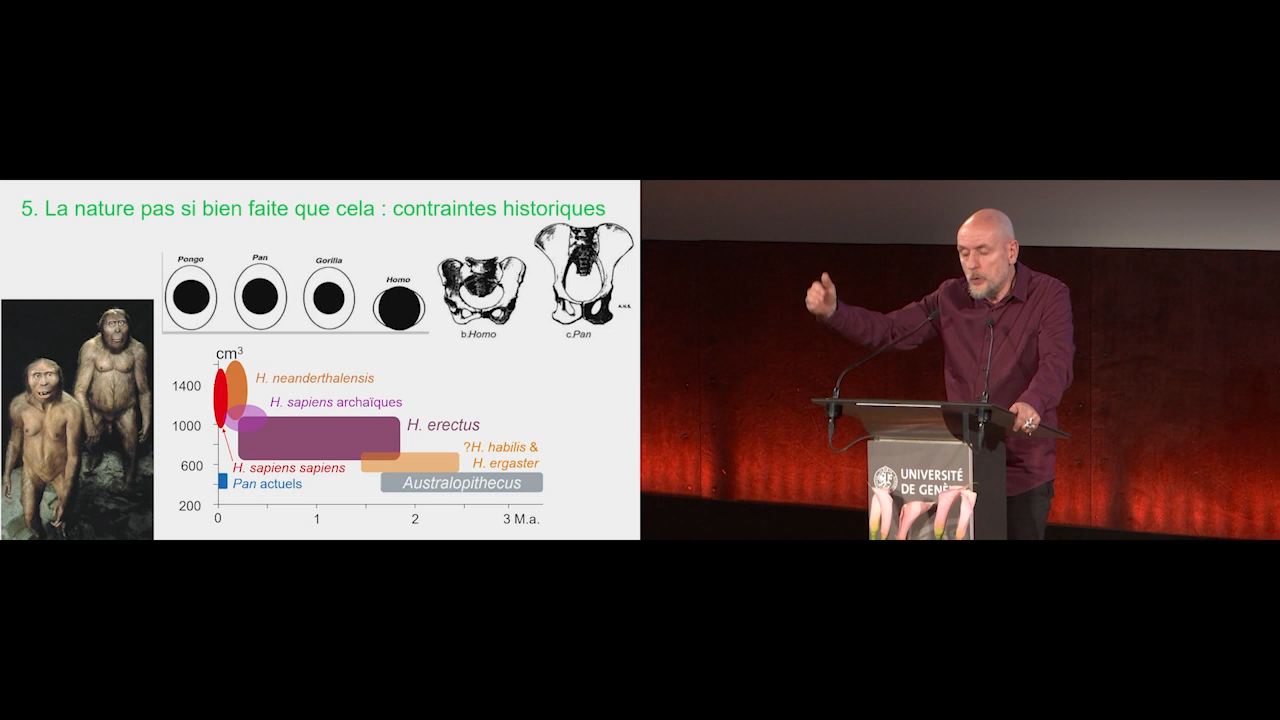 5. La nature pas si bien faite que cela : contraintes historiques
Pongo
Pan
Gorilla
Homo
b.Homo
c.Pan
A.H.S.
cm³
1400
1000
600
200
H. neanderthalensis
H. sapiens archaïques
H. erectus
?H. habilis &
H. ergaster
H. sapiens sapiens
Pan actuels
Australopithecus
0
1
2
3 M.a.
UNIVERSITÉ
DE GENÈVE